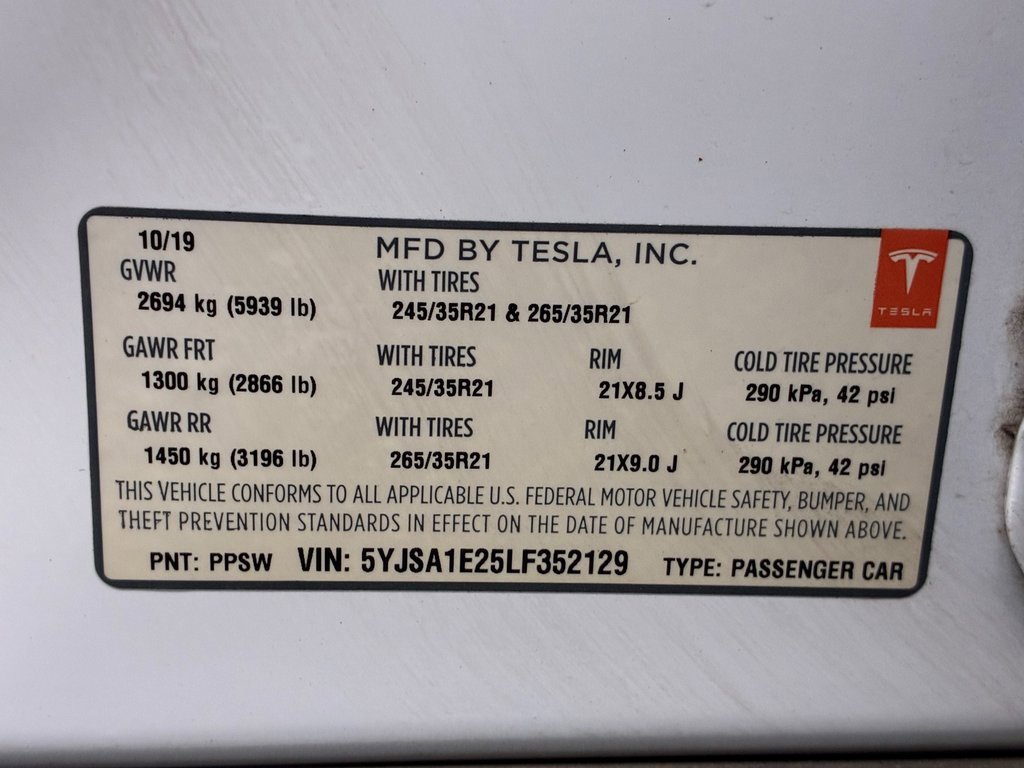 10/19 MFD BY TESLA, INC.
GVWR WITH TIRES
2694 kg (5939 lb) 245/35R21 & 265/35R21
TESLA
GAWR FRT WITH TIRES RIM COLD TIRE PRESSURE
1300 kg (2866 lb) 245/35R21 21X8.5 J 290 kPa, 42 psi
GAWR RR WITH TIRES RIM COLD TIRE PRESSURE
1450 kg (3196 lb) 265/35R21 21X9.0 J 290 kPa, 42 psi
THIS VEHICLE CONFORMS TO ALL APPLICABLE U.S. FEDERAL MOTOR VEHICLE SAFETY, BUMPER, AND
THEFT PREVENTION STANDARDS IN EFFECT ON THE DATE OF MANUFACTURE SHOWN ABOVE.
PNT: PPSW VIN: 5YJSA1E25LF352129 TYPE: PASSENGER CAR